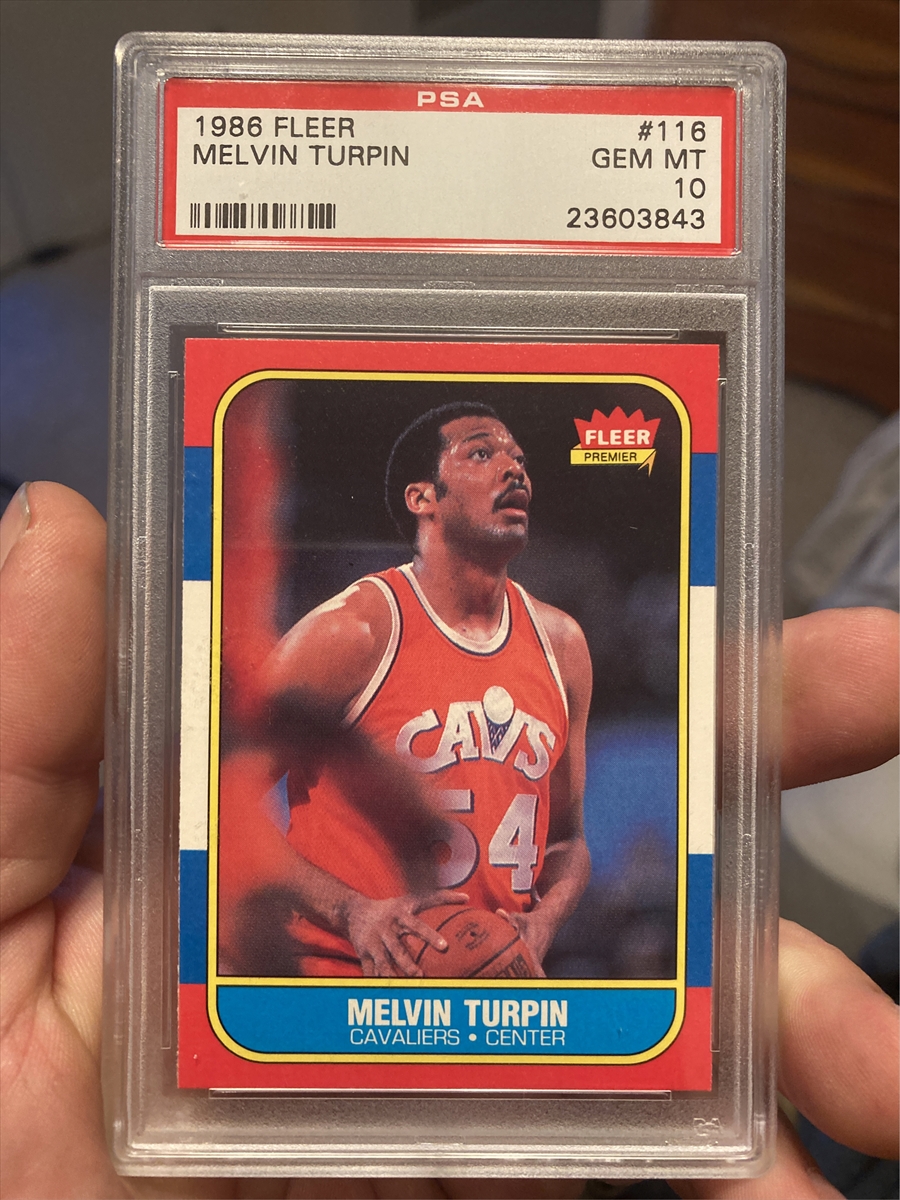 PSA
1986 FLEER #116
MELVIN TURPIN GEM MT
10
23603843
FLEER
PREMIER
CAVS
54
MELVIN TURPIN
CAVALIERS • CENTER